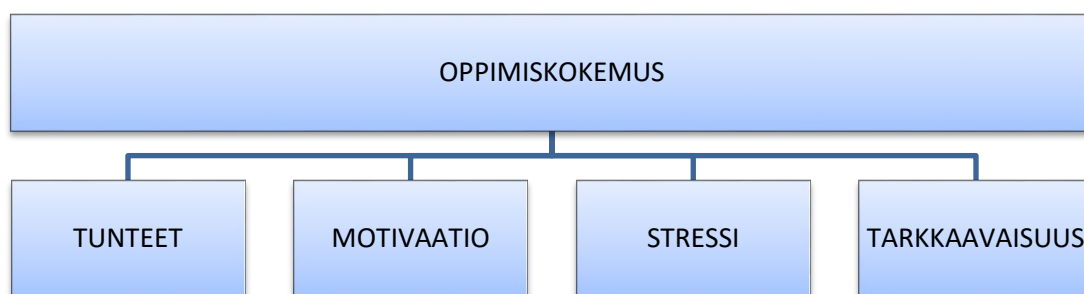 OPPIMISKOKEMUS
TUNTEET
MOTIVAATIO
STRESSI
TARKKAAVAISUUS